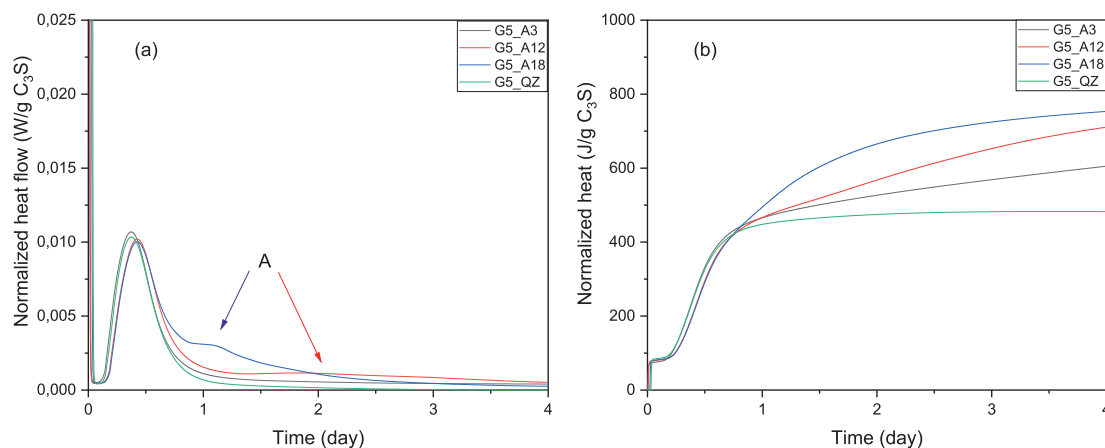 (a)
G5_A3
G5_A12
G5_A18
G5_QZ
A
0,025
0,020
0,015
0,010
0,005
0,000
Normalized heat flow (W/g C₃S)
0
1
2
3
4
Time (day)
(b)
G5_A3
G5_A12
G5_A18
G5_QZ
1000
800
600
400
200
100
0
Normalized heat (J/g C₃S)
0
1
2
3
4
Time (day)